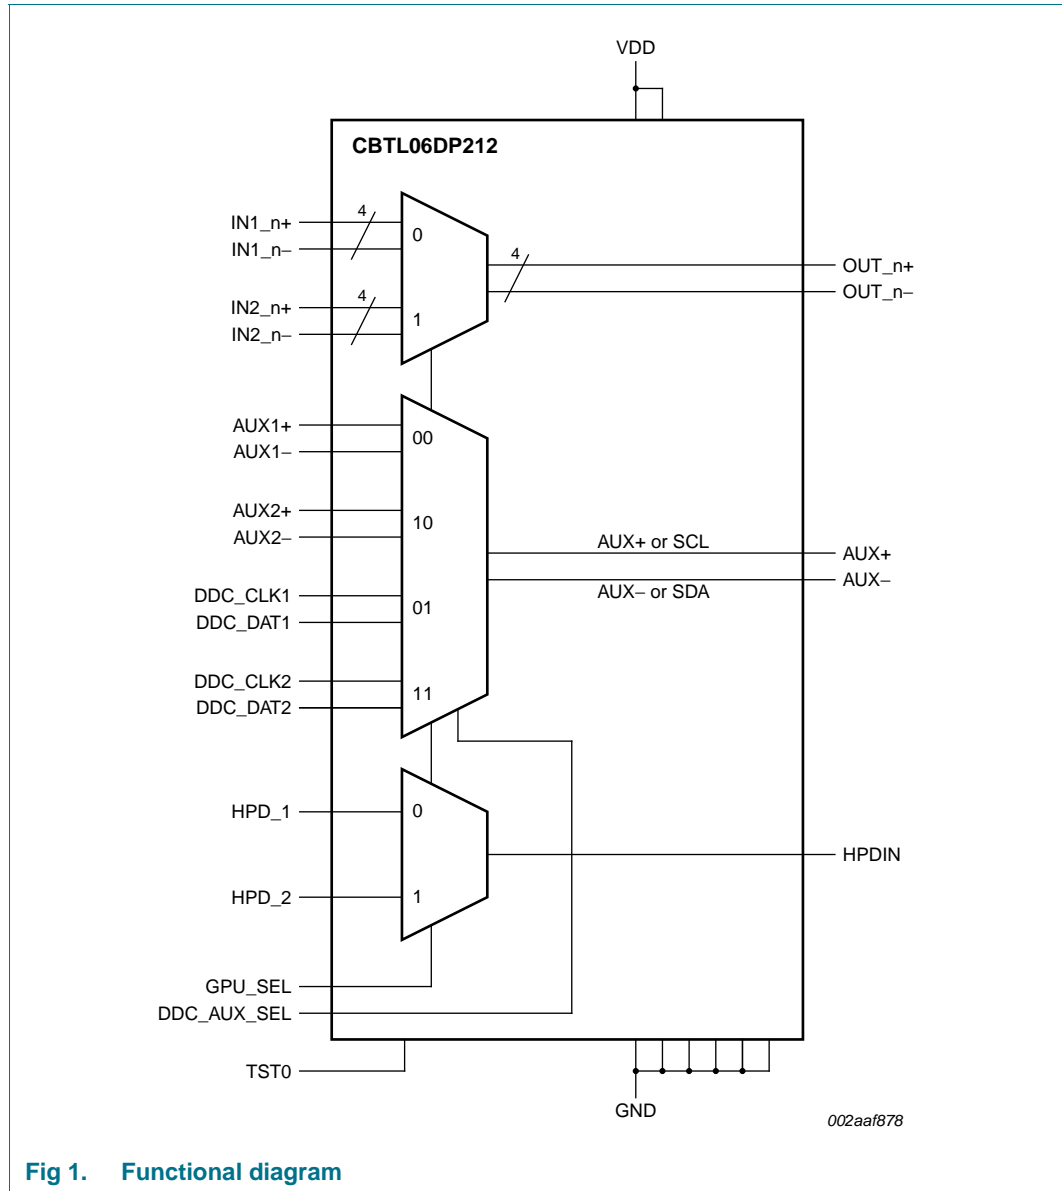 VDD
CBTL06DP212
IN1_n+
4
0
IN1_n−
4
OUT_n+
OUT_n−
IN2_n+
4
1
IN2_n−
AUX1+
00
AUX1−
AUX2+
10
AUX2−
AUX+ or SCL
AUX+
AUX− or SDA
AUX−
DDC_CLK1
01
DDC_DAT1
DDC_CLK2
11
DDC_DAT2
HPD_1
0
HPDIN
HPD_2
1
GPU_SEL
DDC_AUX_SEL
TST0
GND
002aaf878
Fig 1. Functional diagram